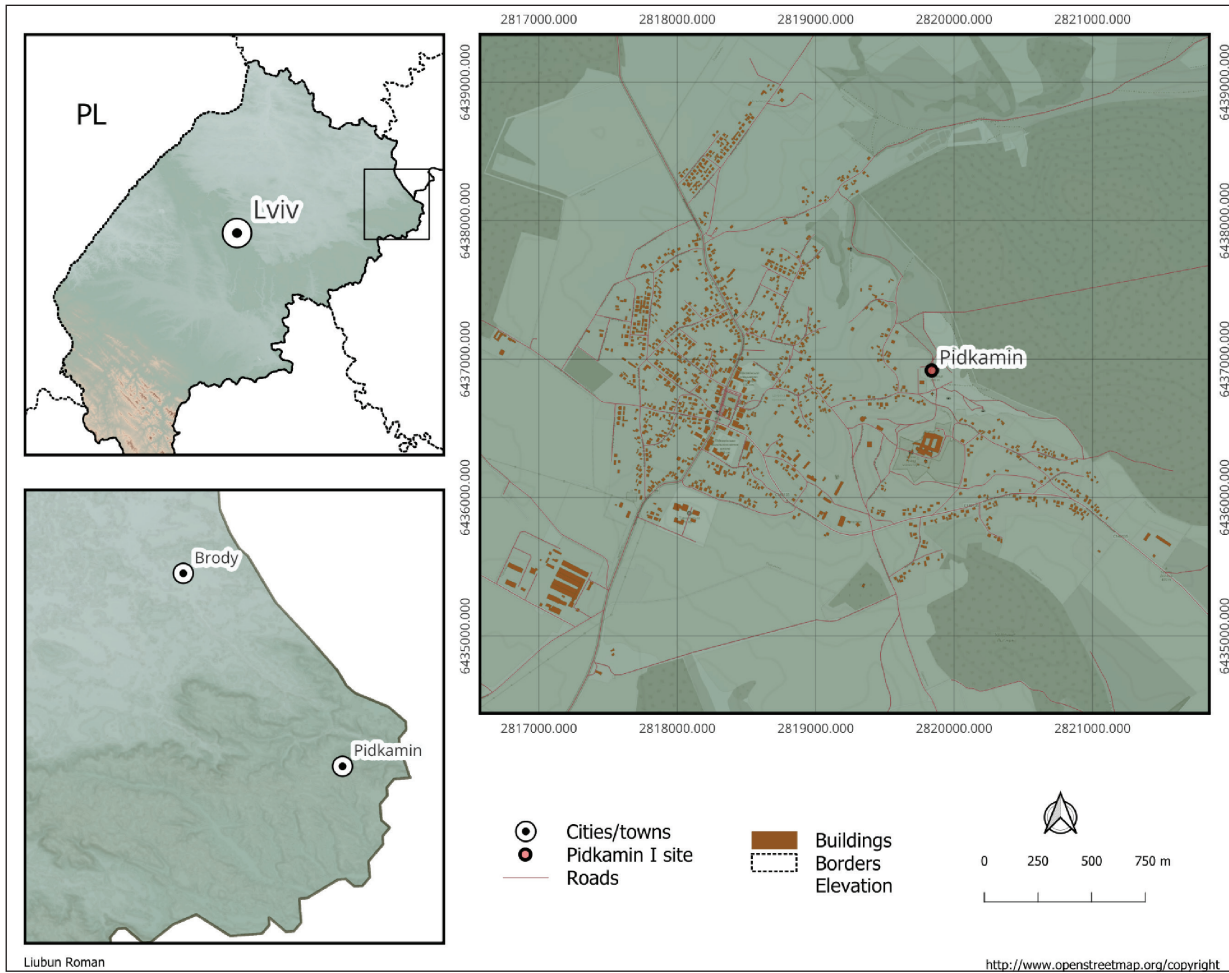 2817000.000
2818000.000
2819000.000
2820000.000
2821000.000
PL
Lviv
6439000.000
6438000.000
6437000.000
6436000.000
6435000.000
Pidkamin
6439000.000
6438000.000
6437000.000
6436000.000
6435000.000
Brody
Pidkamin
2817000.000
2818000.000
2819000.000
2820000.000
2821000.000
Cities/towns
Pidkamin I site
Roads
Buildings
Borders
Elevation
0 250 500 750 m
Liubun Roman
http://www.openstreetmap.org/copyright